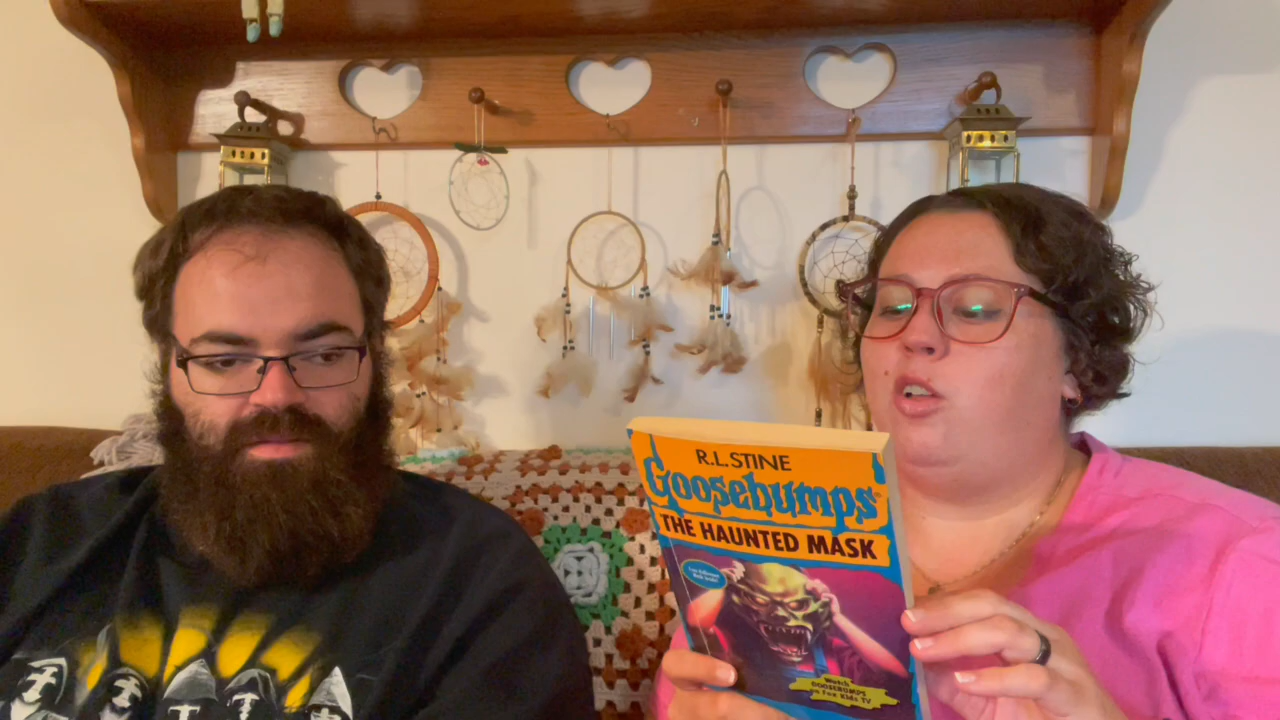 R.L. STINE
Goosebumps
THE HAUNTED MASK
Watch
GOOSEBUMPS
on Fox Kids TV